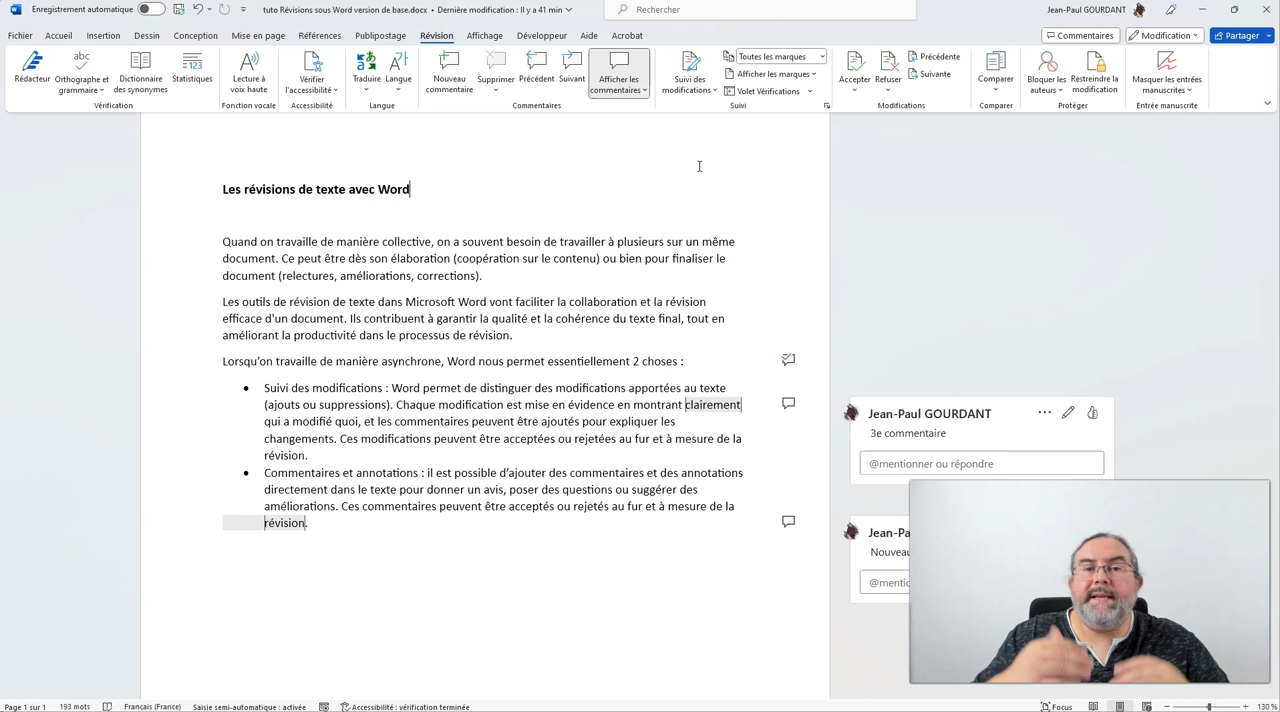 Enregistrement automatique
tuto Révisions sous Word version de base.docx • Dernière modification : Il y a 41 min
Rechercher
Jean-Paul GOURDANT
Fichier Accueil Insertion Dessin Conception Mise en page Références Publipostage Révision Affichage Développeur Aide Acrobat
Commentaires Modification Partager
Rédacteur
Orthographe et grammaire
Dictionnaire des synonymes
Statistiques
Vérification
Lecture à voix haute
Fonction vocale
Vérifier l'accessibilité
Accessibilité
Traduire
Langue
Langue
Nouveau commentaire
Supprimer
Précédent
Suivant
Afficher les commentaires
Commentaires
Suivi des modifications
Toutes les marques
Afficher les marques
Volet Vérifications
Suivi
Accepter
Refuser
Précédente
Suivante
Modifications
Comparer
Comparer
Bloquer les auteurs
Restreindre la modification
Protéger
Masquer les entrées manuscrites
Entrée manuscrite
Les révisions de texte avec Word
Quand on travaille de manière collective, on a souvent besoin de travailler à plusieurs sur un même
document. Ce peut être dès son élaboration (coopération sur le contenu) ou bien pour finaliser le
document (relectures, améliorations, corrections).
Les outils de révision de texte dans Microsoft Word vont faciliter la collaboration et la révision
efficace d'un document. Ils contribuent à garantir la qualité et la cohérence du texte final, tout en
améliorant la productivité dans le processus de révision.
Lorsqu'on travaille de manière asynchrone, Word nous permet essentiellement 2 choses :
• Suivi des modifications : Word permet de distinguer des modifications apportées au texte
(ajouts ou suppressions). Chaque modification est mise en évidence en montrant clairement
qui a modifié quoi, et les commentaires peuvent être ajoutés pour expliquer les
changements. Ces modifications peuvent être acceptées ou rejetées au fur et à mesure de la
révision.
• Commentaires et annotations : il est possible d'ajouter des commentaires et des annotations
directement dans le texte pour donner un avis, poser des questions ou suggérer des
améliorations. Ces commentaires peuvent être acceptés ou rejetés au fur et à mesure de la
révision.
Jean-Paul GOURDANT
3e commentaire
@mentionner ou répondre
Jean-Pa
Nouveau
@mentic
Page 1 sur 1 193 mots Français (France) Saisie semi-automatique : activée Accessibilité : vérification terminée
Focus 130 %